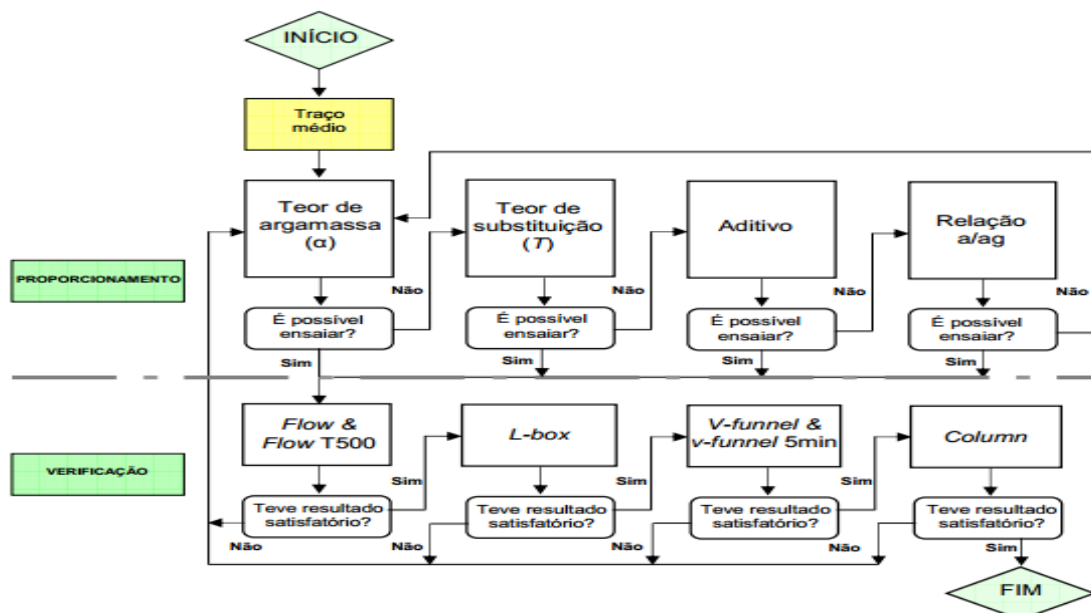 INÍCIO
Traço
médio
Teor de
argamassa
(α)
Teor de
substituição
(T)
Aditivo
Relação
a/ag
PROPORCIONAMENTO
Não
Não
Não
Não
É possível
ensaiar?
É possível
ensaiar?
É possível
ensaiar?
É possível
ensaiar?
Sim
Sim
Sim
Sim
Flow &
Flow T500
L-box
V-funnel &
v-funnel 5min
Column
VERIFICAÇÃO
Sim
Sim
Sim
Teve resultado
satisfatório?
Teve resultado
satisfatório?
Teve resultado
satisfatório?
Teve resultado
satisfatório?
Não
Não
Não
Não
Sim
FIM